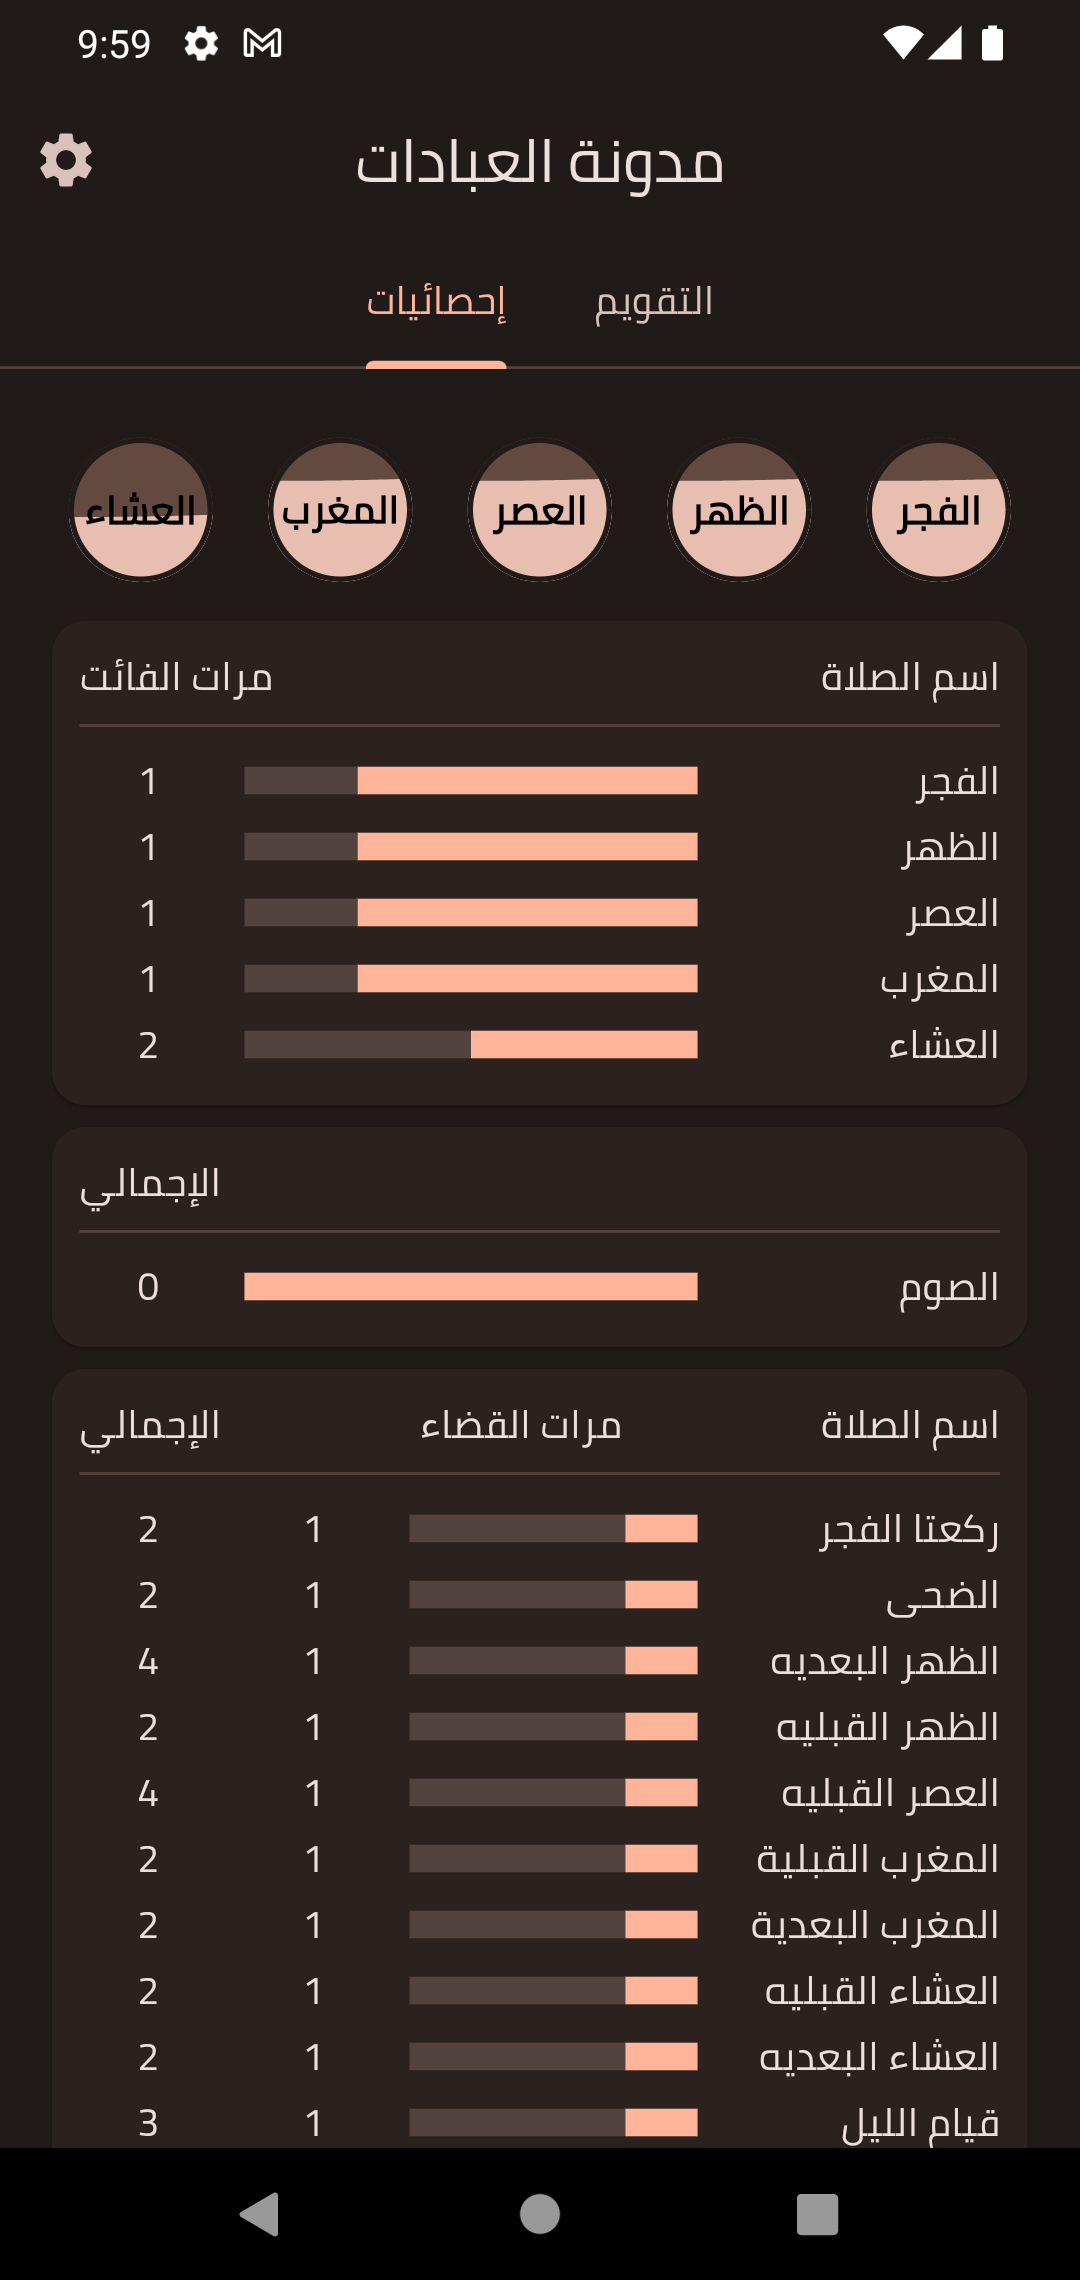 9:59
مدونة العبادات
التقويم إحصائيات
الفجر الظهر العصر المغرب العشاء
اسم الصلاة مرات الفائت
الفجر 1
الظهر 1
العصر 1
المغرب 1
العشاء 2
الإجمالي
الصوم 0
اسم الصلاة مرات القضاء الإجمالي
ركعتا الفجر 1 2
الضحى 1 2
الظهر البعديه 1 4
الظهر القبليه 1 2
العصر القبليه 1 4
المغرب القبلية 1 2
المغرب البعدية 1 2
العشاء القبليه 1 2
العشاء البعديه 1 2
قيام الليل 1 3